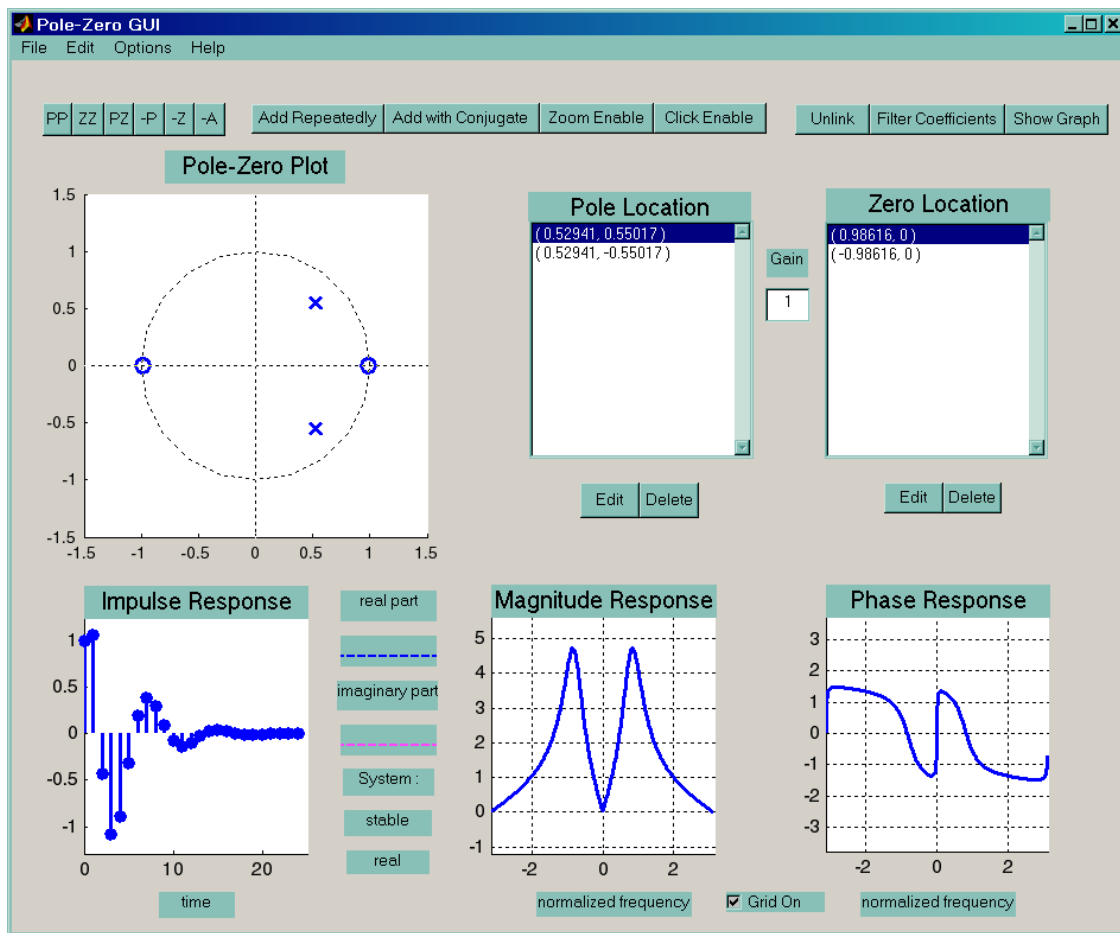 Pole-Zero GUI
File Edit Options Help
PP ZZ PZ -P -Z -A Add Repeatedly Add with Conjugate Zoom Enable Click Enable Unlink Filter Coefficients Show Graph
Pole-Zero Plot
1.5
1
0.5
0
-0.5
-1
-1.5
-1.5 -1 -0.5 0 0.5 1 1.5
Pole Location
( 0.52941, 0.55017 )
( 0.52941, -0.55017 )
Edit Delete
Gain
1
Zero Location
( 0.98616, 0 )
( -0.98616, 0 )
Edit Delete
Impulse Response
1
0.5
0
-0.5
-1
0 10 20
time
real part
imaginary part
System :
stable
real
Magnitude Response
5
4
3
2
1
0
-1
-2 0 2
normalized frequency
Grid On
Phase Response
3
2
1
0
-1
-2
-3
-2 0 2
normalized frequency